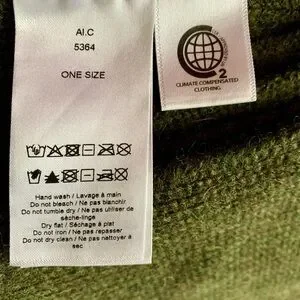 AI.C
5364
ONE SIZE
Hand wash / Lavage à main
Do not bleach / Ne pas blanchir
Do not tumble dry / Ne pas utiliser de
sèche-linge
Dry flat / Séchage à plat
Do not iron / Ne pas repasser
Do not dry clean / Ne pas nettoyer à
sec
2
CLIMATE COMPENSATED
CLOTHING